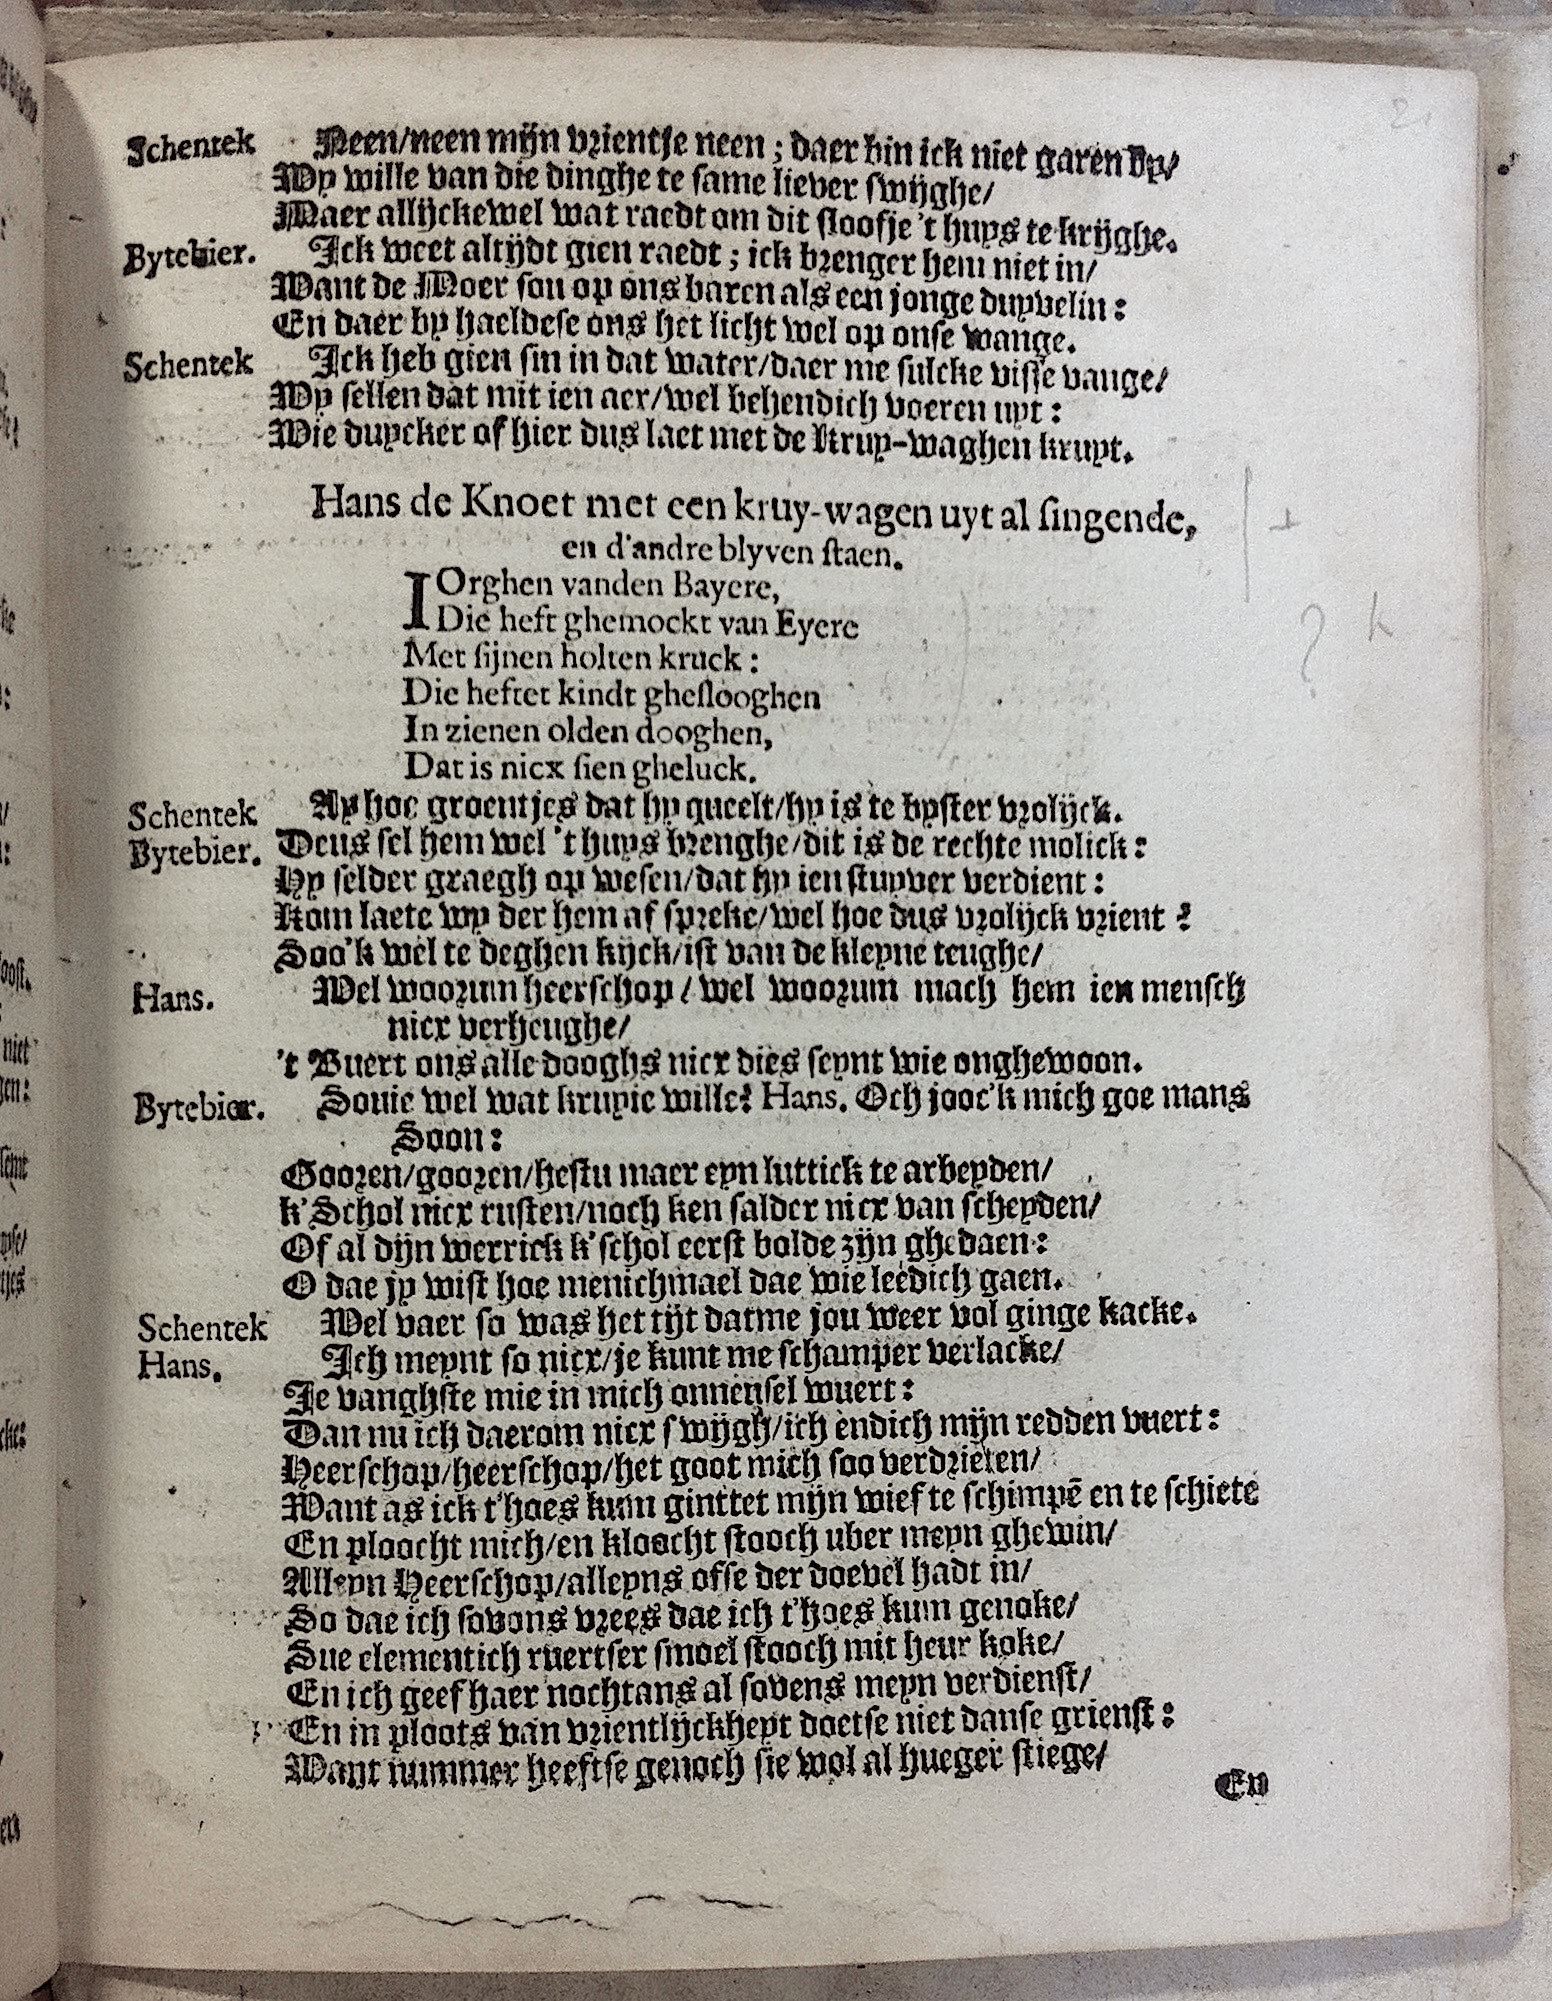 Schentek Neen/neen mijn vrientje neen; daer bin ick niet garen by/
Wy wille van die dinghe te same liever swijghe/
Maer allijckewel wat raedt om dit sloofje 't huys te krijghe.
Bytebier. Ick weet altijdt gien raedt; ick brenger hem niet in/
Want de Moer sou op ons baren als een jonge duyvelin:
En daer by haeldese ons het licht wel op onse wange.
Schentek Ick heb gien sin in dat water/daer me sulcke visse vange/
Wy sellen dat mit ien aer/wel behendich voeren uyt:
Wie duycker of hier dus laet met de Kruy-waghen kruyt.
Hans de Knoet met een kruy-wagen uyt al singende,
en d'andre blyven staen.
IOrghen vanden Bayere,
Die heft ghemockt van Eyere
Met sijnen holten kruck:
Die heftet kindt gheslooghen
In zienen olden dooghen,
Dat is nicx sien gheluck.
Schentek Ay hoe groentjes dat hy queelt/hy is te byster vrolijck.
Bytebier. Deus sel hem wel 't huys brenghe/dit is de rechte molick:
Hy selder graegh op wesen/dat hy ien stuyver verdient:
Kom laete wy der hem af spreke/wel hoe dus vrolijck vrient?
Soo'k wel te deghen kijck/ist van de kleyne teughe/
Hans. Wel woorum heerschop/wel woorum mach hem ien mensch
nicx verheughe/
't Buert ons alle dooghs nicx dies seynt wie onghewoon.
Bytebier. Souie wel wat kruyie wille? Hans. Och jooc'k mich goe mans
Soon:
Gooren/gooren/hestu maer eyn luttick te arbeyden/
k'Schol nicx rusten/noch ken salder nicx van scheyden/
Of al dijn werrick k'schol eerst bolde zijn ghedaen:
O dae jy wist hoe menichmael dae wie leedich gaen.
Schentek Wel vaer so was het tijt datme jou weer vol ginge kacke.
Hans. Ich meynt so nicx/je kunt me schamper verlacke/
Je vanghste mie in mich onnensel wuert:
Dan nu ich daerom nicx swijgh/ich endich mijn redden vuert:
Heerschop/heerschop/het goot mich soo verdrieten/
Want as ick t'hoes kum ginttet mijn wief te schimpē en te schiete
En ploocht mich/en kloocht stooch uber meyn ghewin/
Alleyn Heerschop/alleyns ofse der doevel hadt in/
So dae ich sovons vrees dae ich t'hoes kum genoke/
Sue elementich ruertser smoel stooch mit heur koke/
En ich geef haer nochtans al sovens meyn verdienst/
En in ploots van vrientlijckheyt doetse niet danse grienst:
Want nummer heeftse genoch sie wol al hueger stiege/
En